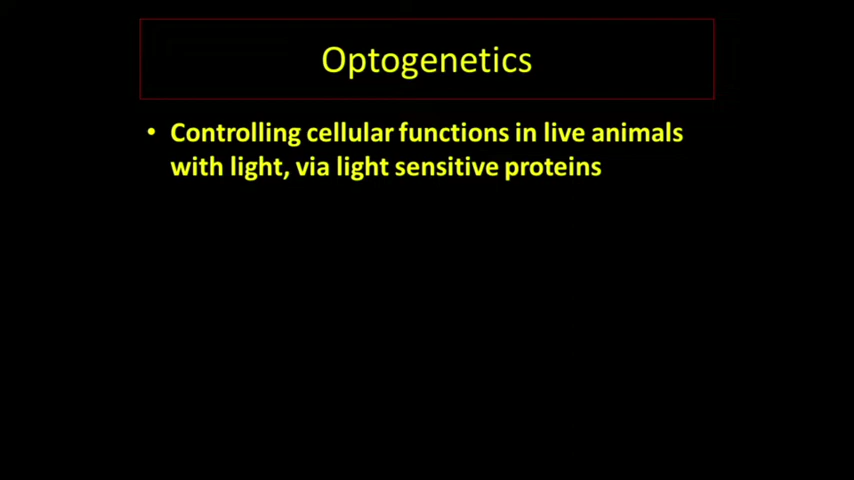 Optogenetics
• Controlling cellular functions in live animals
with light, via light sensitive proteins